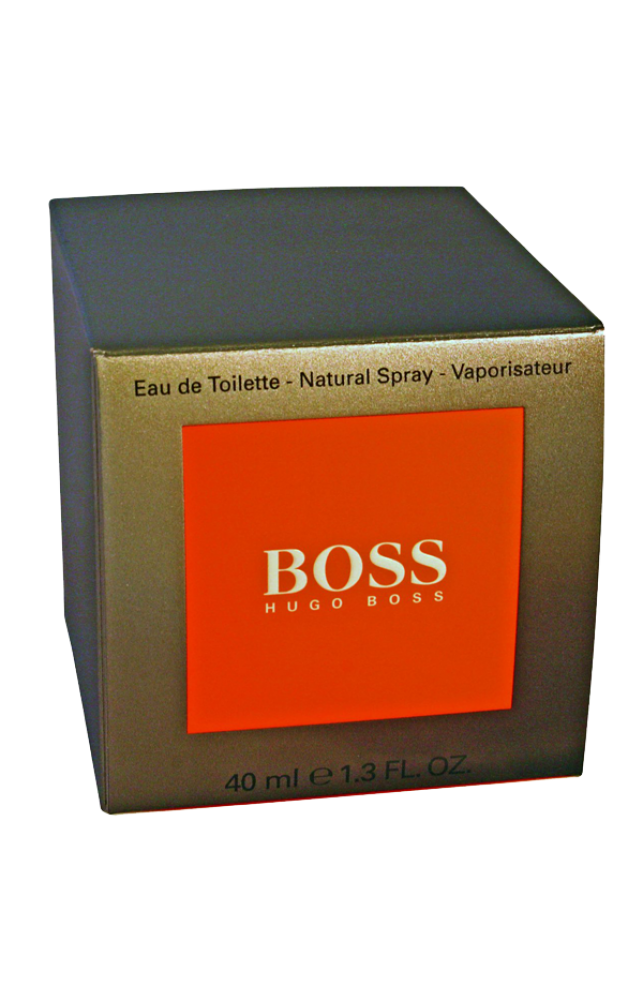 Eau de Toilette - Natural Spray - Vaporisateur
BOSS
HUGO BOSS
40 ml ℮ 1.3 FL. OZ.